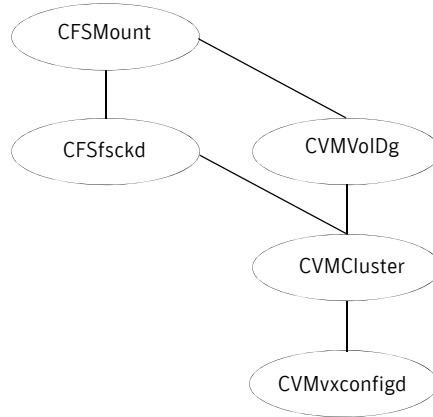 CFSMount
CFSfsckd
CVMVolDg
CVMCluster
CVMvxconfigd